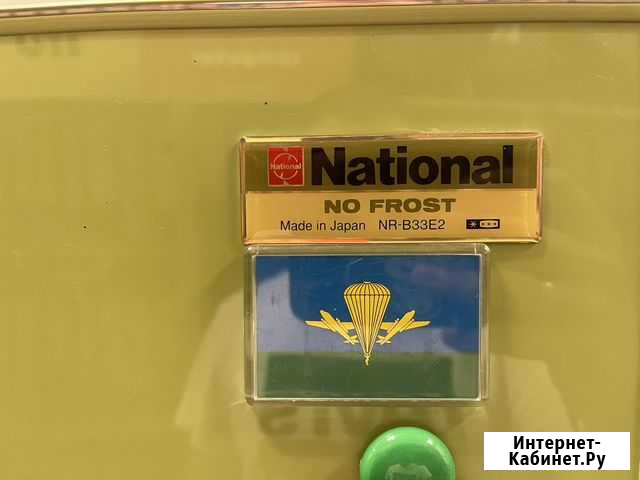 National
National
NO FROST
Made in Japan NR-B33E2
Интернет-
Кабинет.Ру